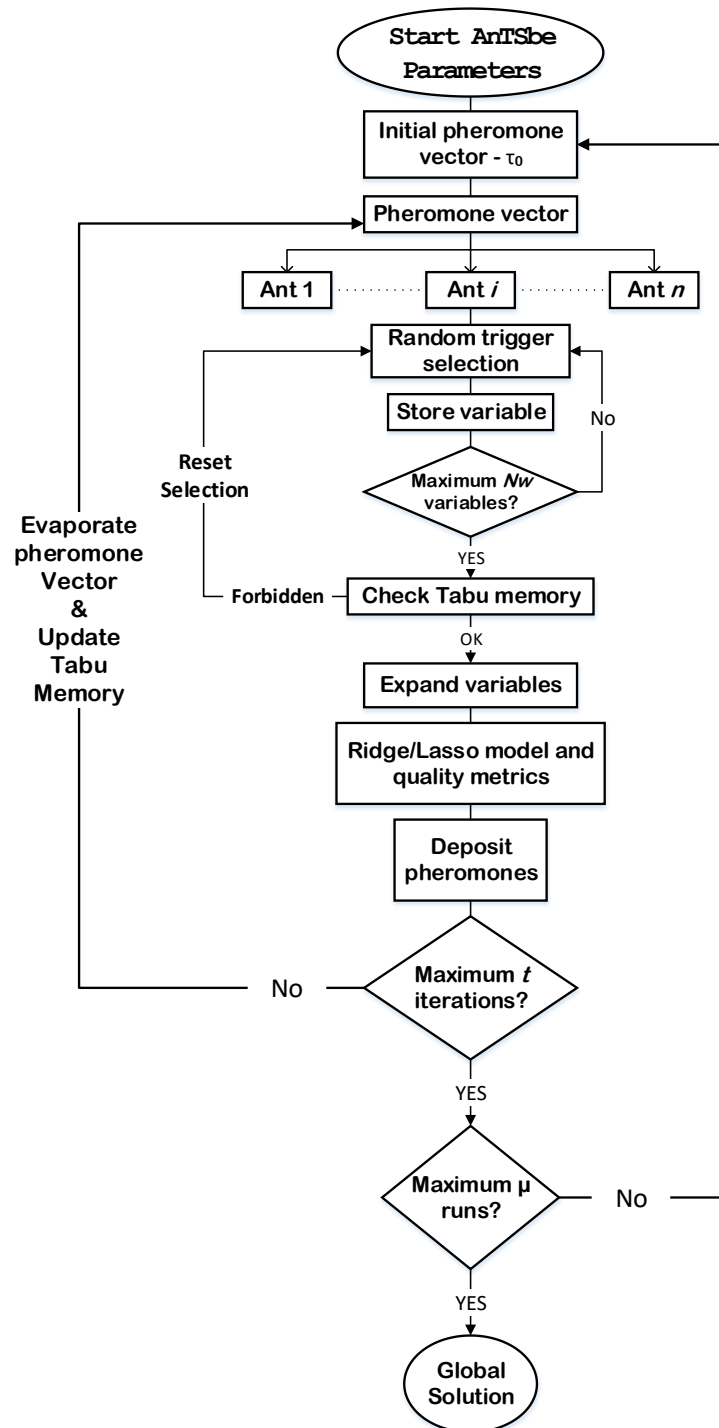 Start AnTSbe
Parameters
Initial pheromone
vector - τ₀
Pheromone vector
Ant 1
Ant i
Ant n
Random trigger
selection
Store variable
No
Maximum Nw
variables?
Reset
Selection
YES
Evaporate
pheromone
Vector
&
Update
Tabu
Memory
Forbidden
Check Tabu memory
OK
Expand variables
Ridge/Lasso model and
quality metrics
Deposit
pheromones
Maximum t
iterations?
No
YES
Maximum µ
runs?
No
YES
Global
Solution